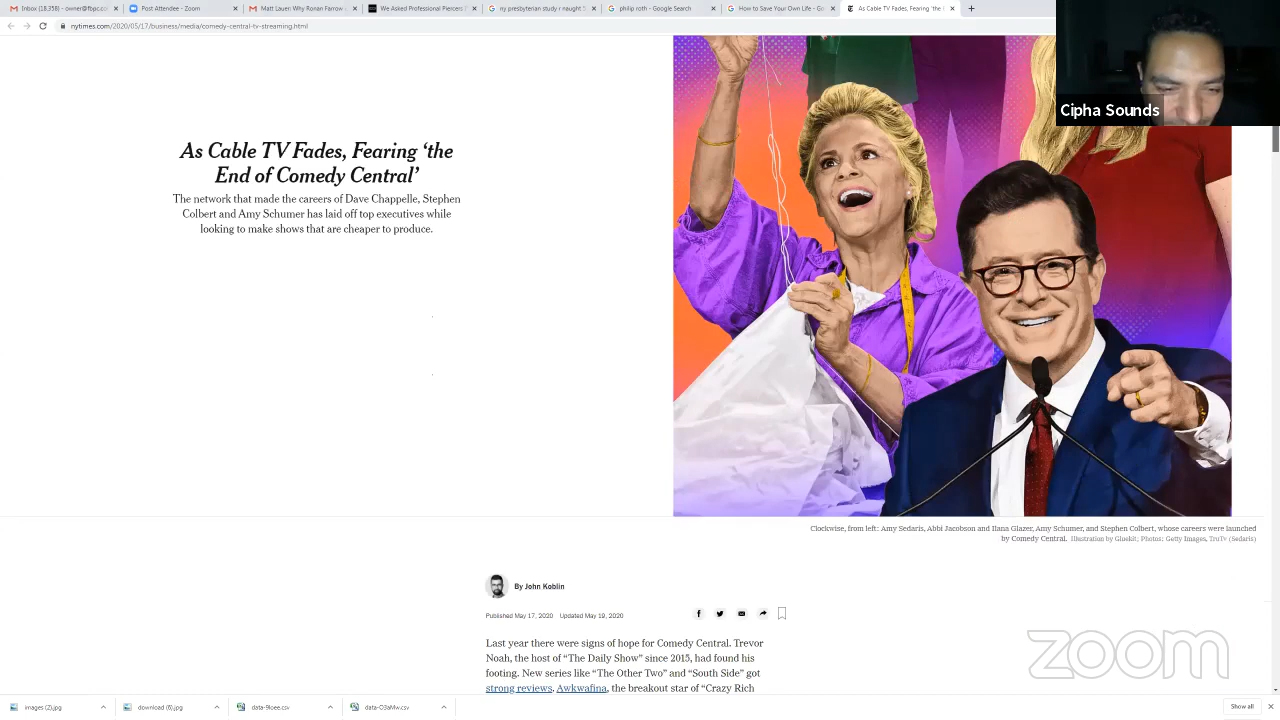 Inbox (18,358) - owner@fbpc.co
Post Attendee - Zoom
Matt Lauer: Why Ronan Farrow
We Asked Professional Piercers
ny presbyterian study r naught
philip roth - Google Search
How to Save Your Own Life - Go
As Cable TV Fades, Fearing 'the
nytimes.com/2020/05/17/business/media/comedy-central-tv-streaming.html
Cipha Sounds
As Cable TV Fades, Fearing ‘the
End of Comedy Central’
The network that made the careers of Dave Chappelle, Stephen
Colbert and Amy Schumer has laid off top executives while
looking to make shows that are cheaper to produce.
Clockwise, from left: Amy Sedaris, Abbi Jacobson and Ilana Glazer, Amy Schumer, and Stephen Colbert, whose careers were launched
by Comedy Central. Illustration by Gluekit; Photos: Getty Images, TruTv (Sedaris)
By John Koblin
Published May 17, 2020 Updated May 19, 2020
Last year there were signs of hope for Comedy Central. Trevor
Noah, the host of “The Daily Show” since 2015, had found his
footing. New series like “The Other Two” and “South Side” got
strong reviews. Awkwafina, the breakout star of “Crazy Rich
zoom
images (2).jpg
download (6).jpg
data-9Ioee.csv
data-O3aMw.csv
Show all